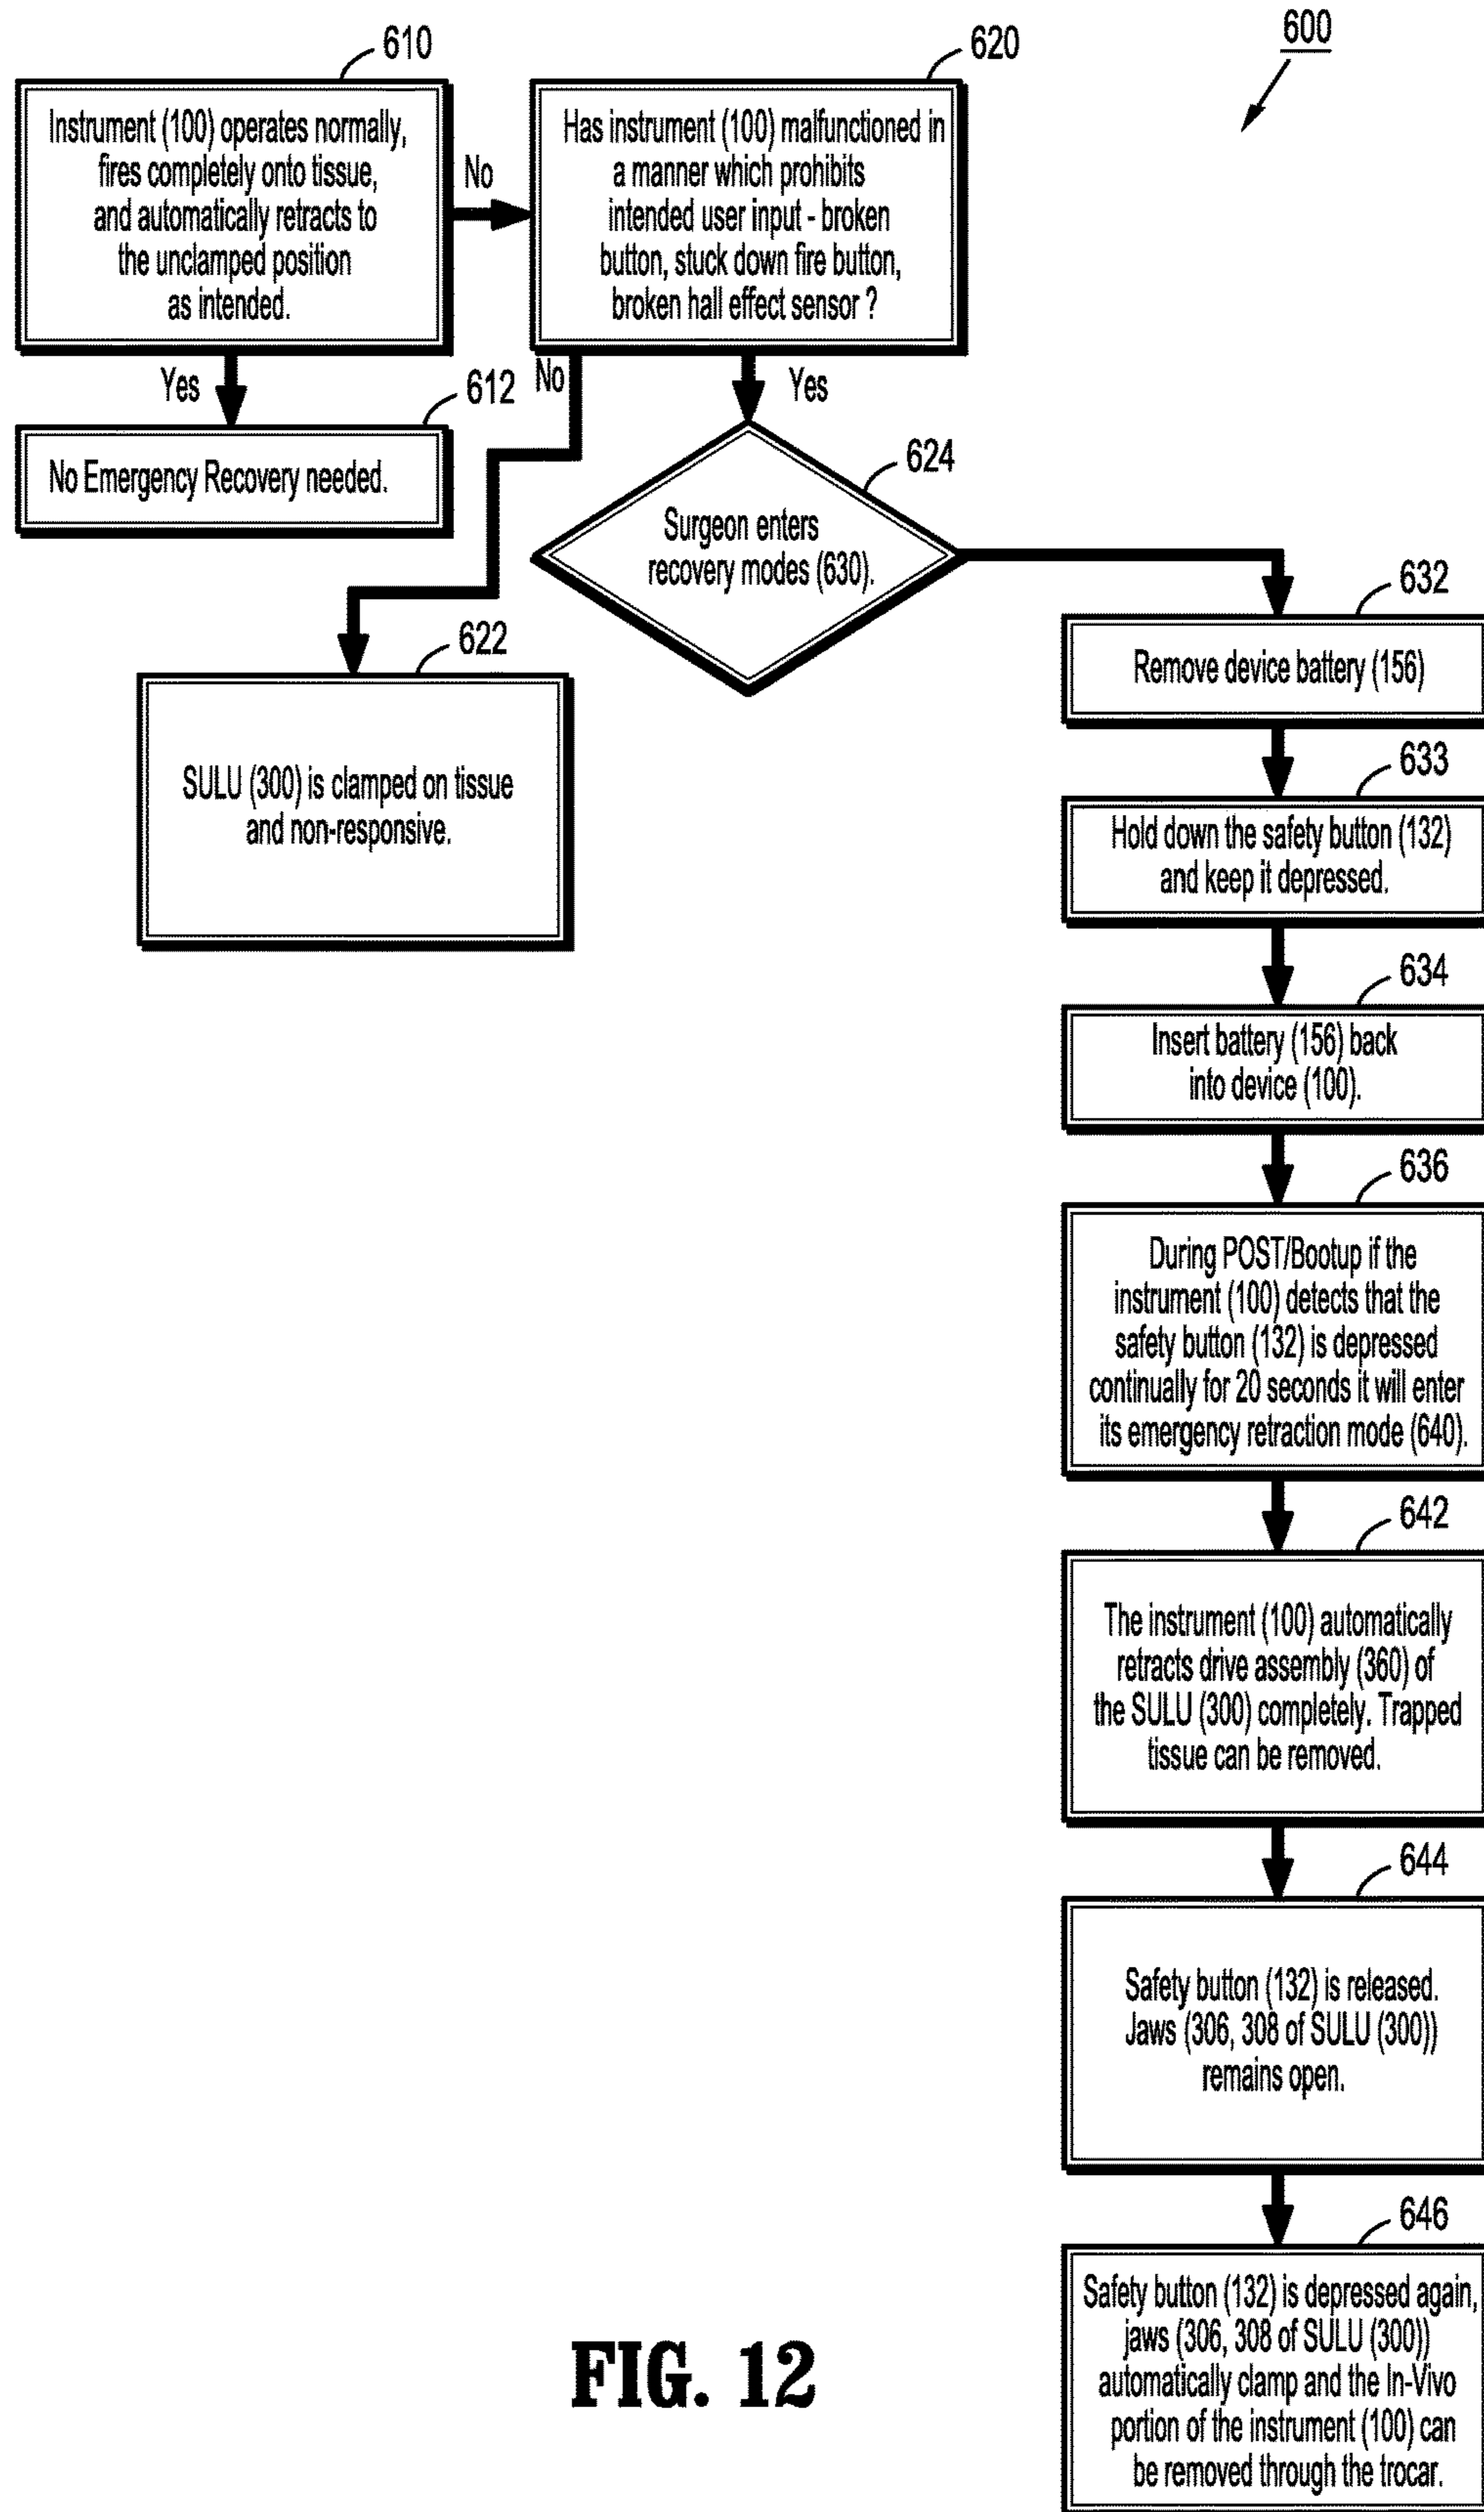 600
610
Instrument (100) operates normally,
fires completely onto tissue,
and automatically retracts to
the unclamped position
as intended.
No
620
Has instrument (100) malfunctioned in
a manner which prohibits
intended user input - broken
button, stuck down fire button,
broken hall effect sensor ?
Yes
612
No Emergency Recovery needed.
No
Yes
624
Surgeon enters
recovery modes (630).
622
SULU (300) is clamped on tissue
and non-responsive.
632
Remove device battery (156)
633
Hold down the safety button (132)
and keep it depressed.
634
Insert battery (156) back
into device (100).
636
During POST/Bootup if the
instrument (100) detects that the
safety button (132) is depressed
continually for 20 seconds it will enter
its emergency retraction mode (640).
642
The instrument (100) automatically
retracts drive assembly (360) of
the SULU (300) completely. Trapped
tissue can be removed.
644
Safety button (132) is released.
Jaws (306, 308 of SULU (300))
remains open.
646
Safety button (132) is depressed again,
jaws (306, 308 of SULU (300))
automatically clamp and the In-Vivo
portion of the instrument (100) can
be removed through the trocar.
FIG. 12